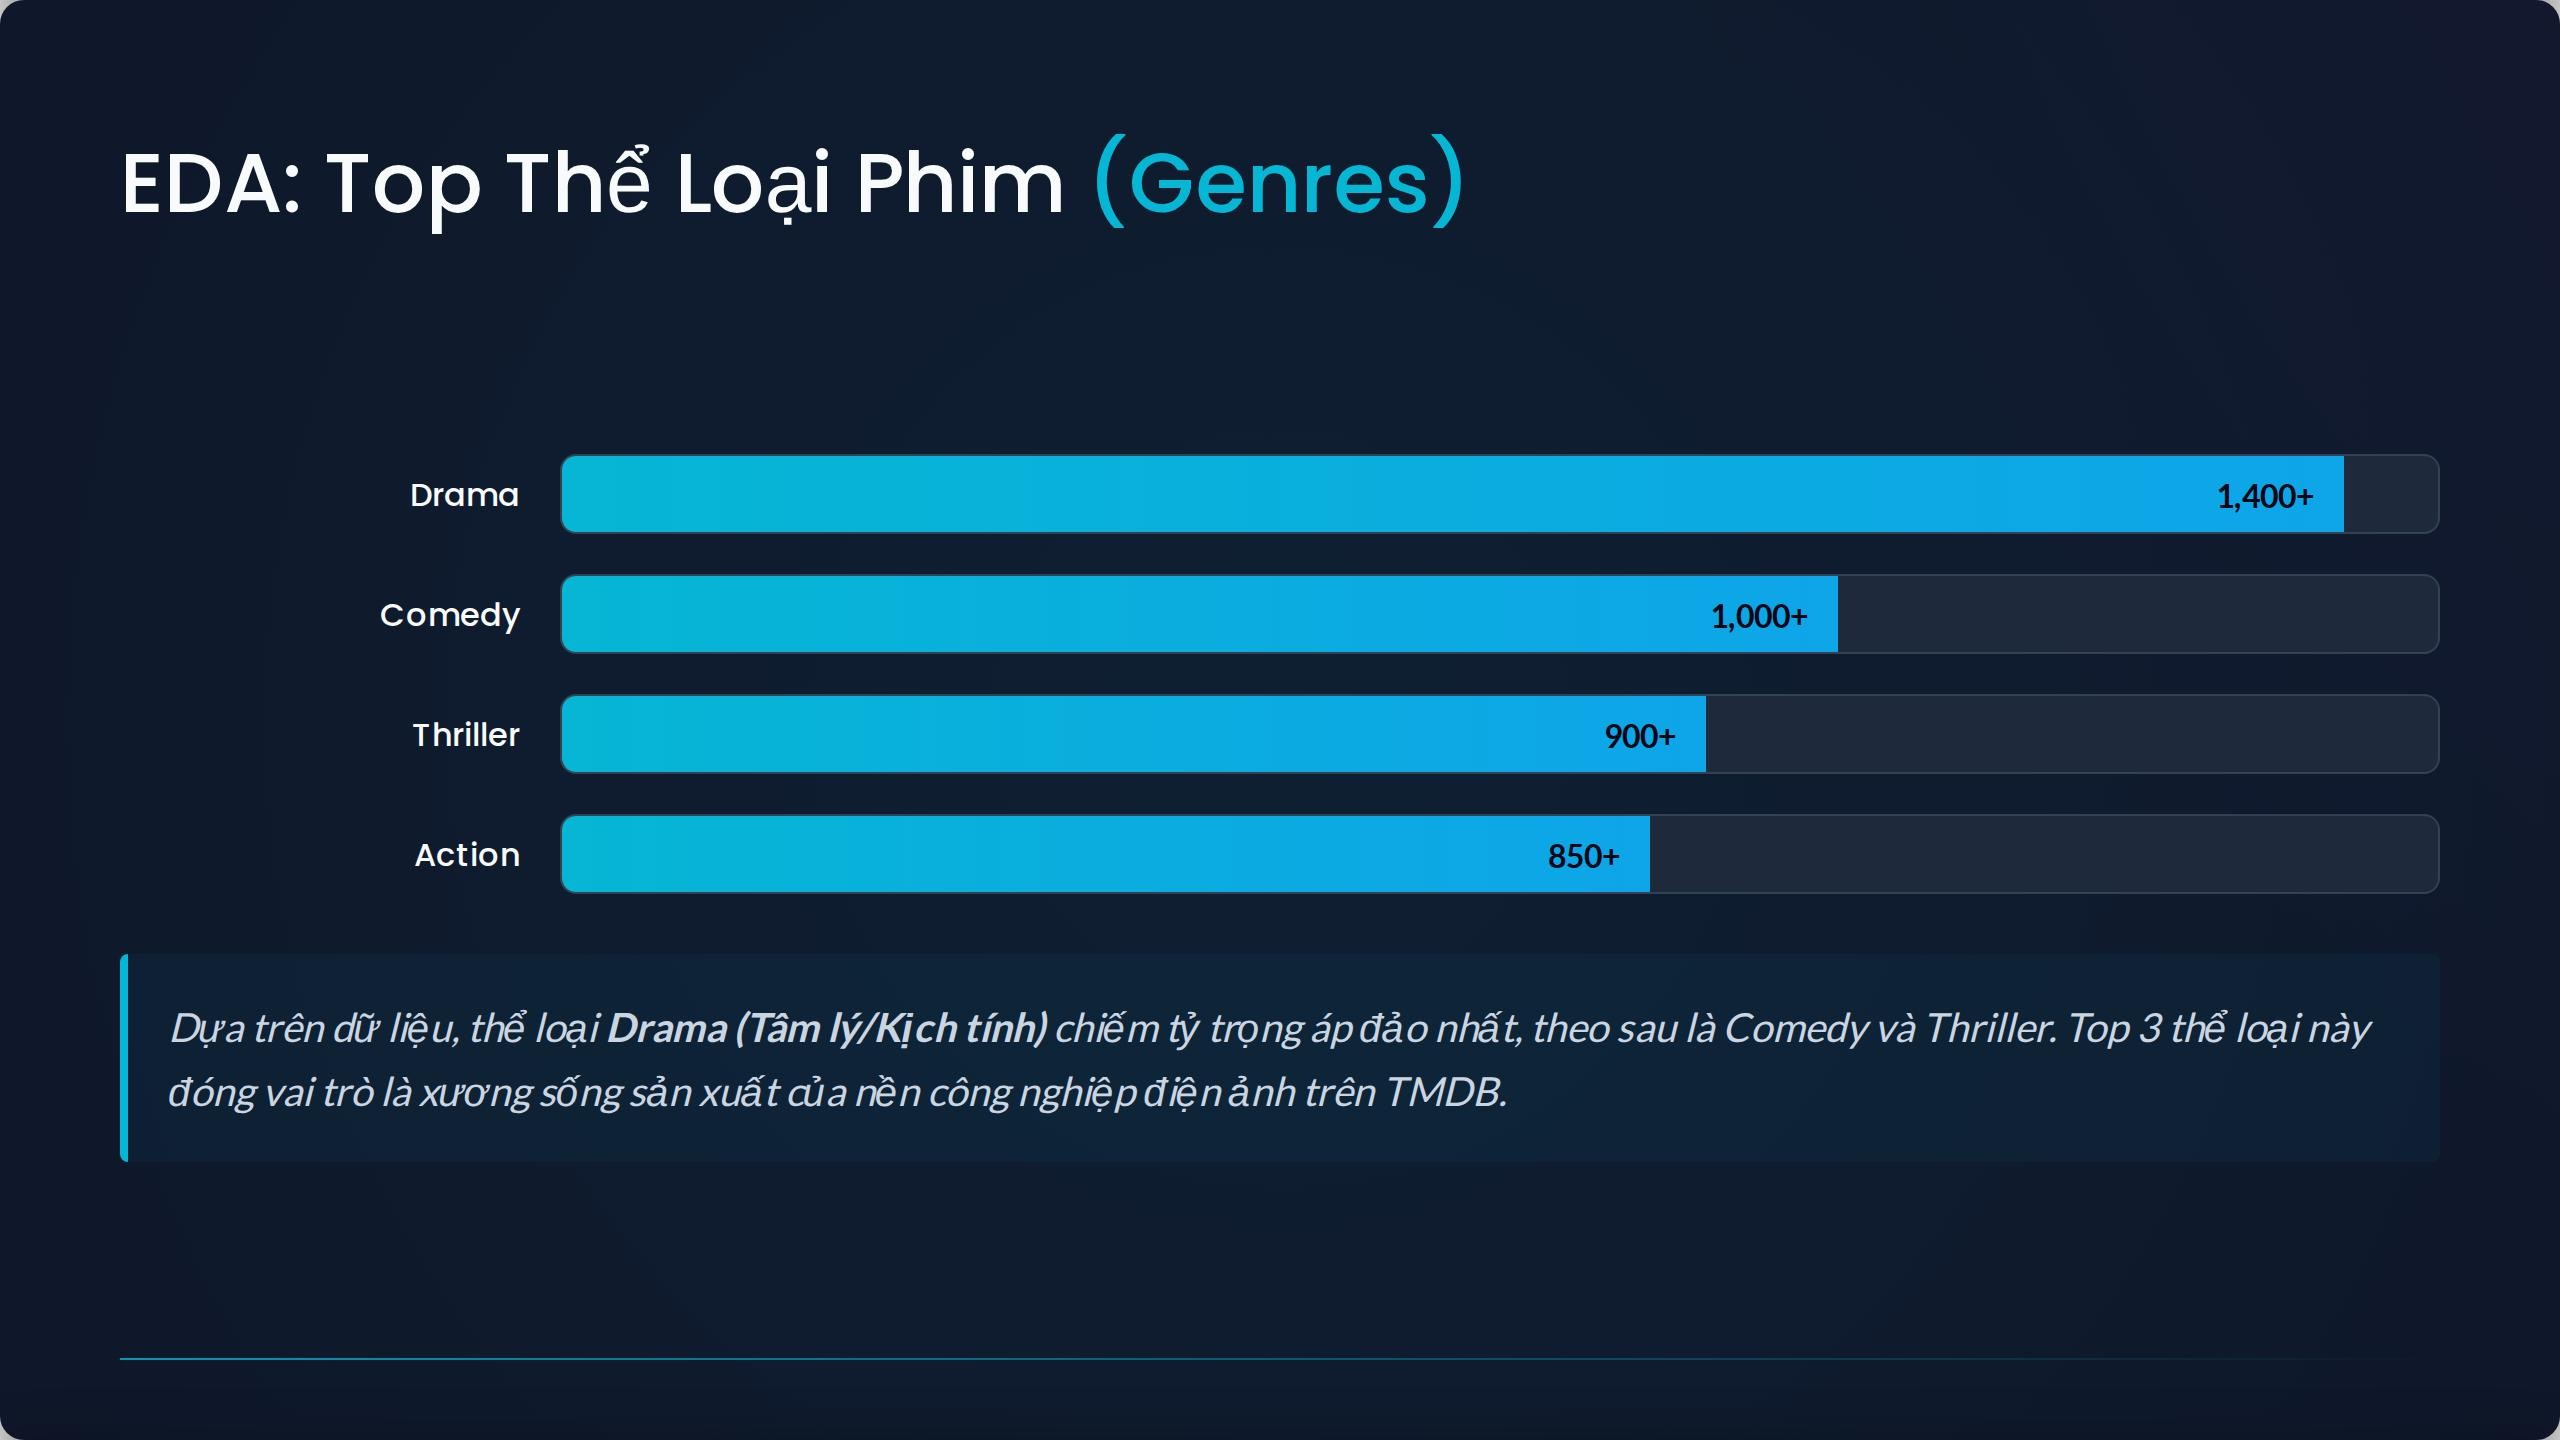 EDA: Top Thể Loại Phim (Genres)
Drama 1,400+
Comedy 1,000+
Thriller 900+
Action 850+
Dựa trên dữ liệu, thể loại Drama (Tâm lý/Kịch tính) chiếm tỷ trọng áp đảo nhất, theo sau là Comedy và Thriller. Top 3 thể loại này
đóng vai trò là xương sống sản xuất của nền công nghiệp điện ảnh trên TMDB.